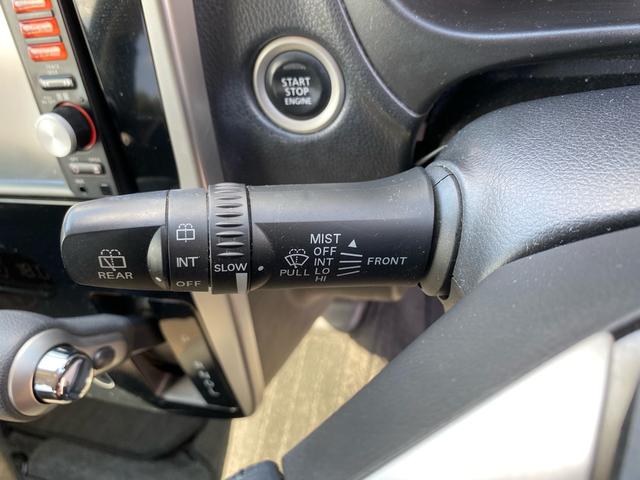 START
STOP
ENGINE
REAR
INT
OFF
SLOW
PULL
MIST
OFF
INT
LO
HI
FRONT